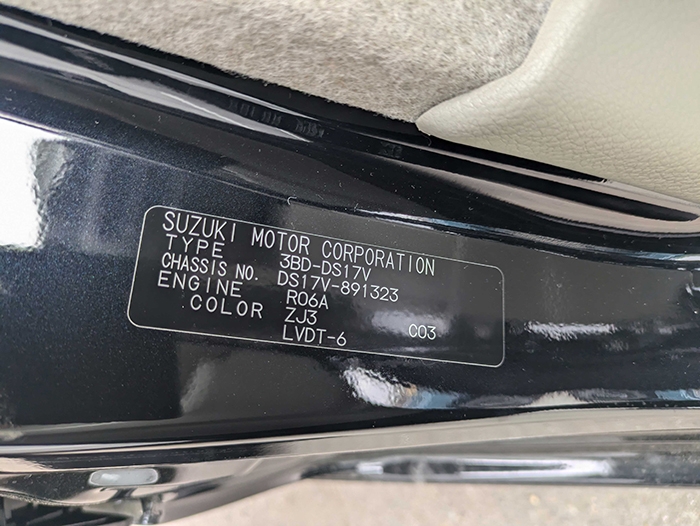 SUZUKI MOTOR CORPORATION
TYPE 3BD-DS17V
CHASSIS NO. DS17V-891323
ENGINE R06A
COLOR ZJ3 C03
LVDT-6